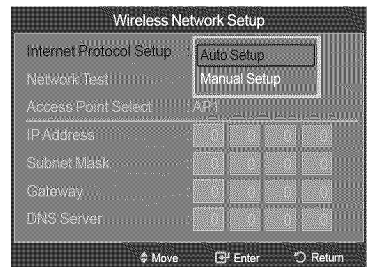 Wireless Network Setup
Internet Protocol Setup : Auto Setup
Manual Setup
Network Test
Access Point Select : AP1
IP Address : 0 0 0 0
Subnet Mask : 0 0 0 0
Gateway : 0 0 0 0
DNS Server : 0 0 0 0
Move Enter Return